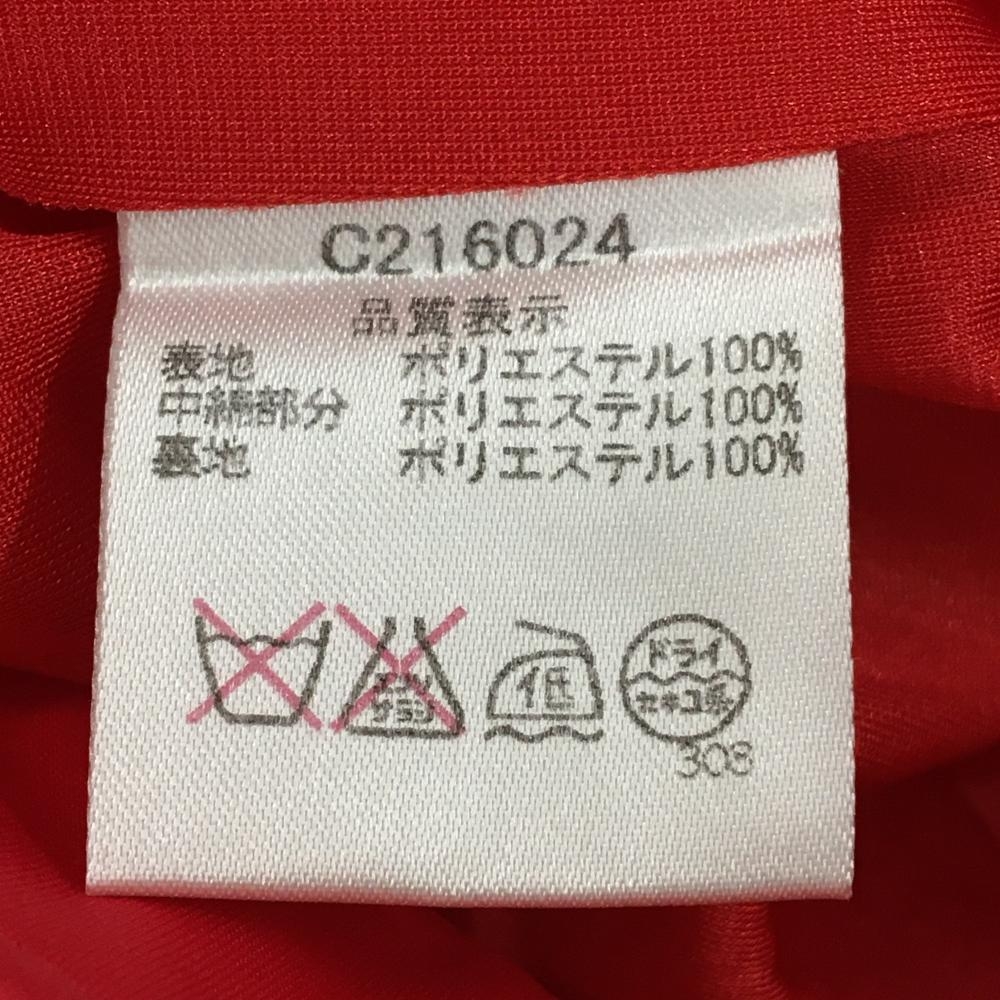 C216024
品質表示
表地 ポリエステル100%
中綿部分 ポリエステル100%
裏地 ポリエステル100%
エンソ サラシ 低 ドライ セキユ系
308